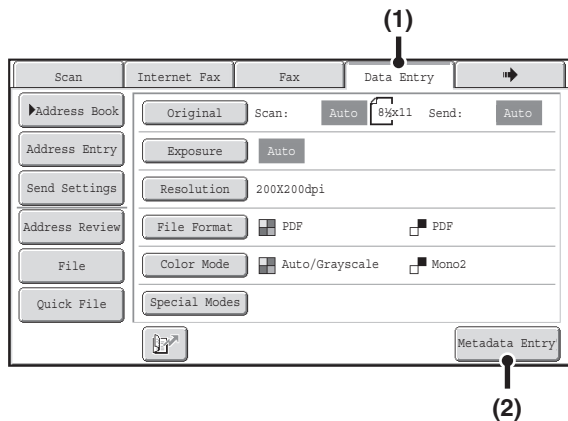 (1)
Scan Internet Fax Fax Data Entry
Address Book Original Scan: Auto 8½x11 Send: Auto
Address Entry Exposure Auto
Send Settings Resolution 200X200dpi
Address Review File Format PDF PDF
File Color Mode Auto/Grayscale Mono2
Quick File Special Modes
Metadata Entry
(2)